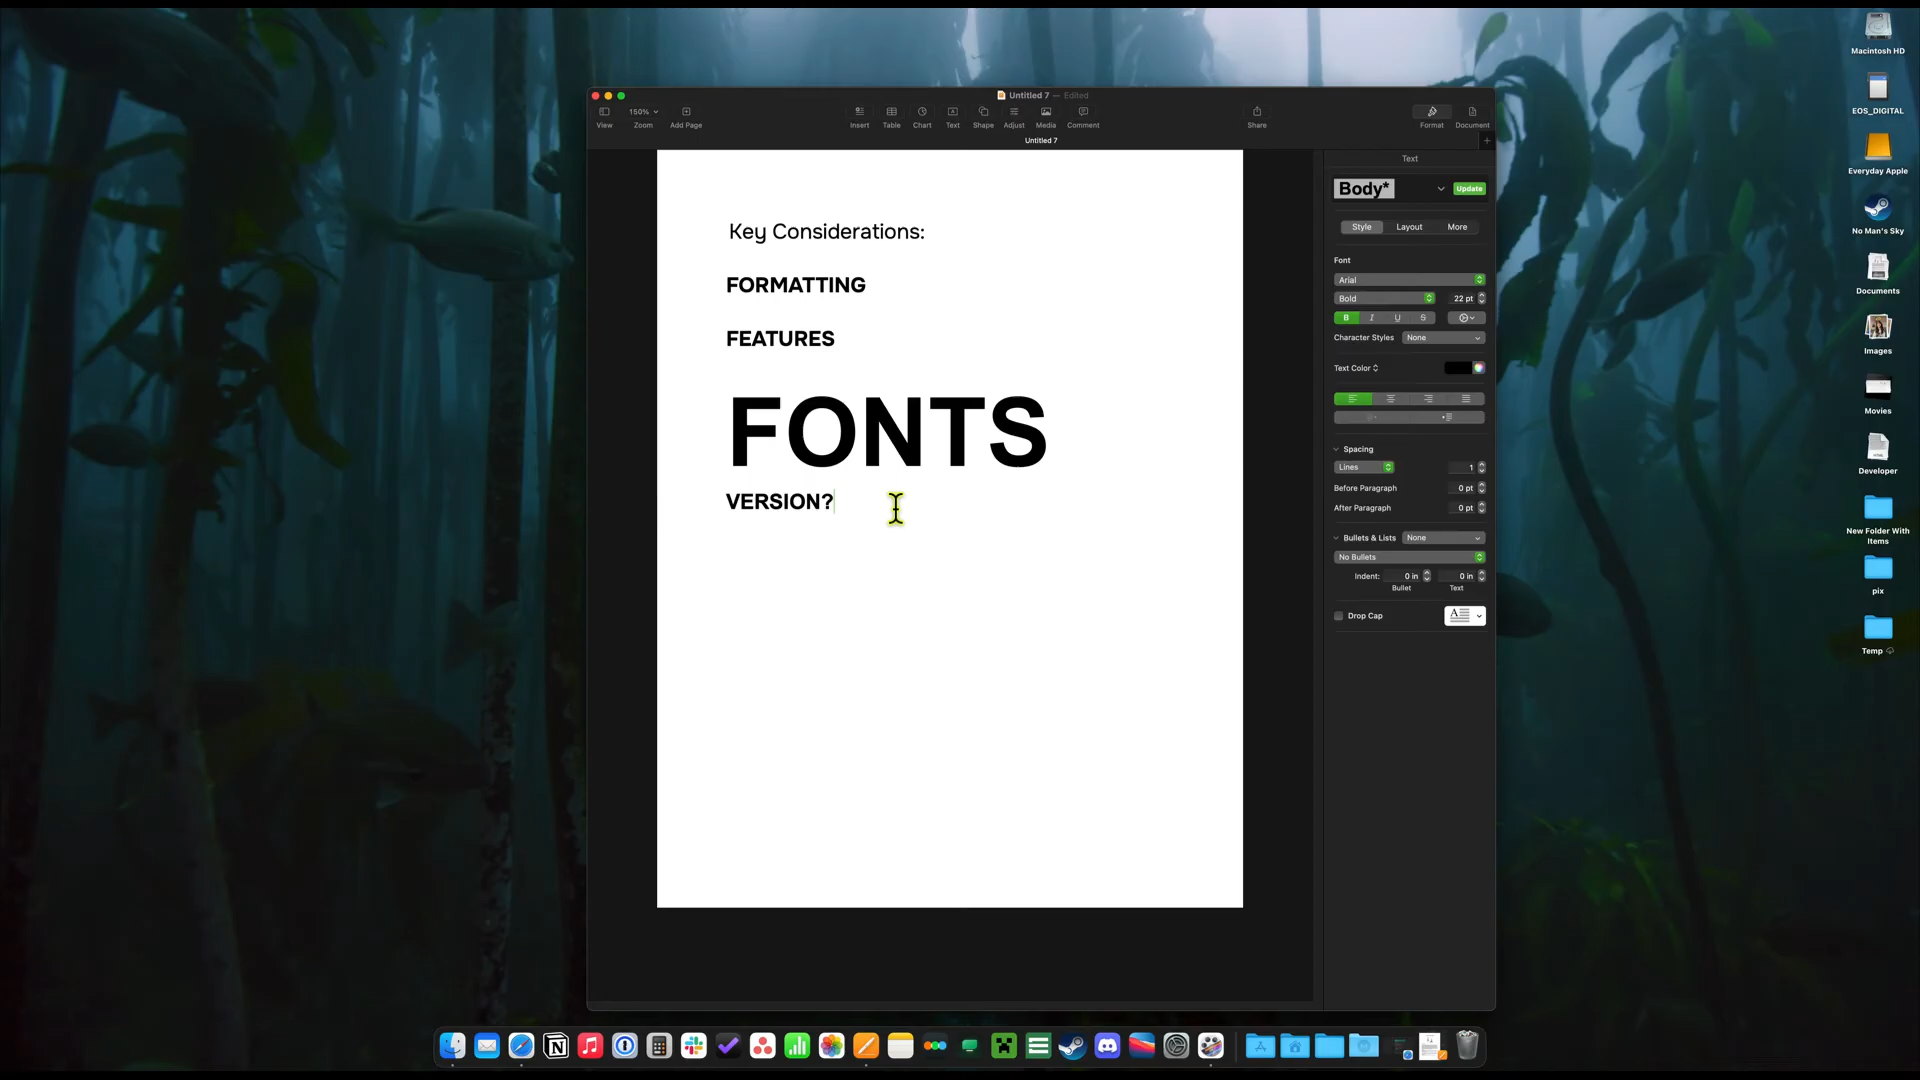 Macintosh HD
EOS_DIGITAL
Everyday Apple
No Man's Sky
Documents
Images
Movies
Developer
New Folder With
Items
pix
Temp
Untitled 7 — Edited
150%
View
Zoom
Add Page
Insert
Table
Chart
Text
Shape
Adjust
Media
Comment
Share
Format
Document
Untitled 7
Key Considerations:
FORMATTING
FEATURES
FONTS
VERSION?
Text
Body*
Update
Style
Layout
More
Font
Arial
Bold
22 pt
B I U S
Character Styles
None
Text Color
Spacing
Lines
1
Before Paragraph
0 pt
After Paragraph
0 pt
Bullets & Lists
None
No Bullets
Indent:
0 in
0 in
Bullet
Text
Drop Cap
A